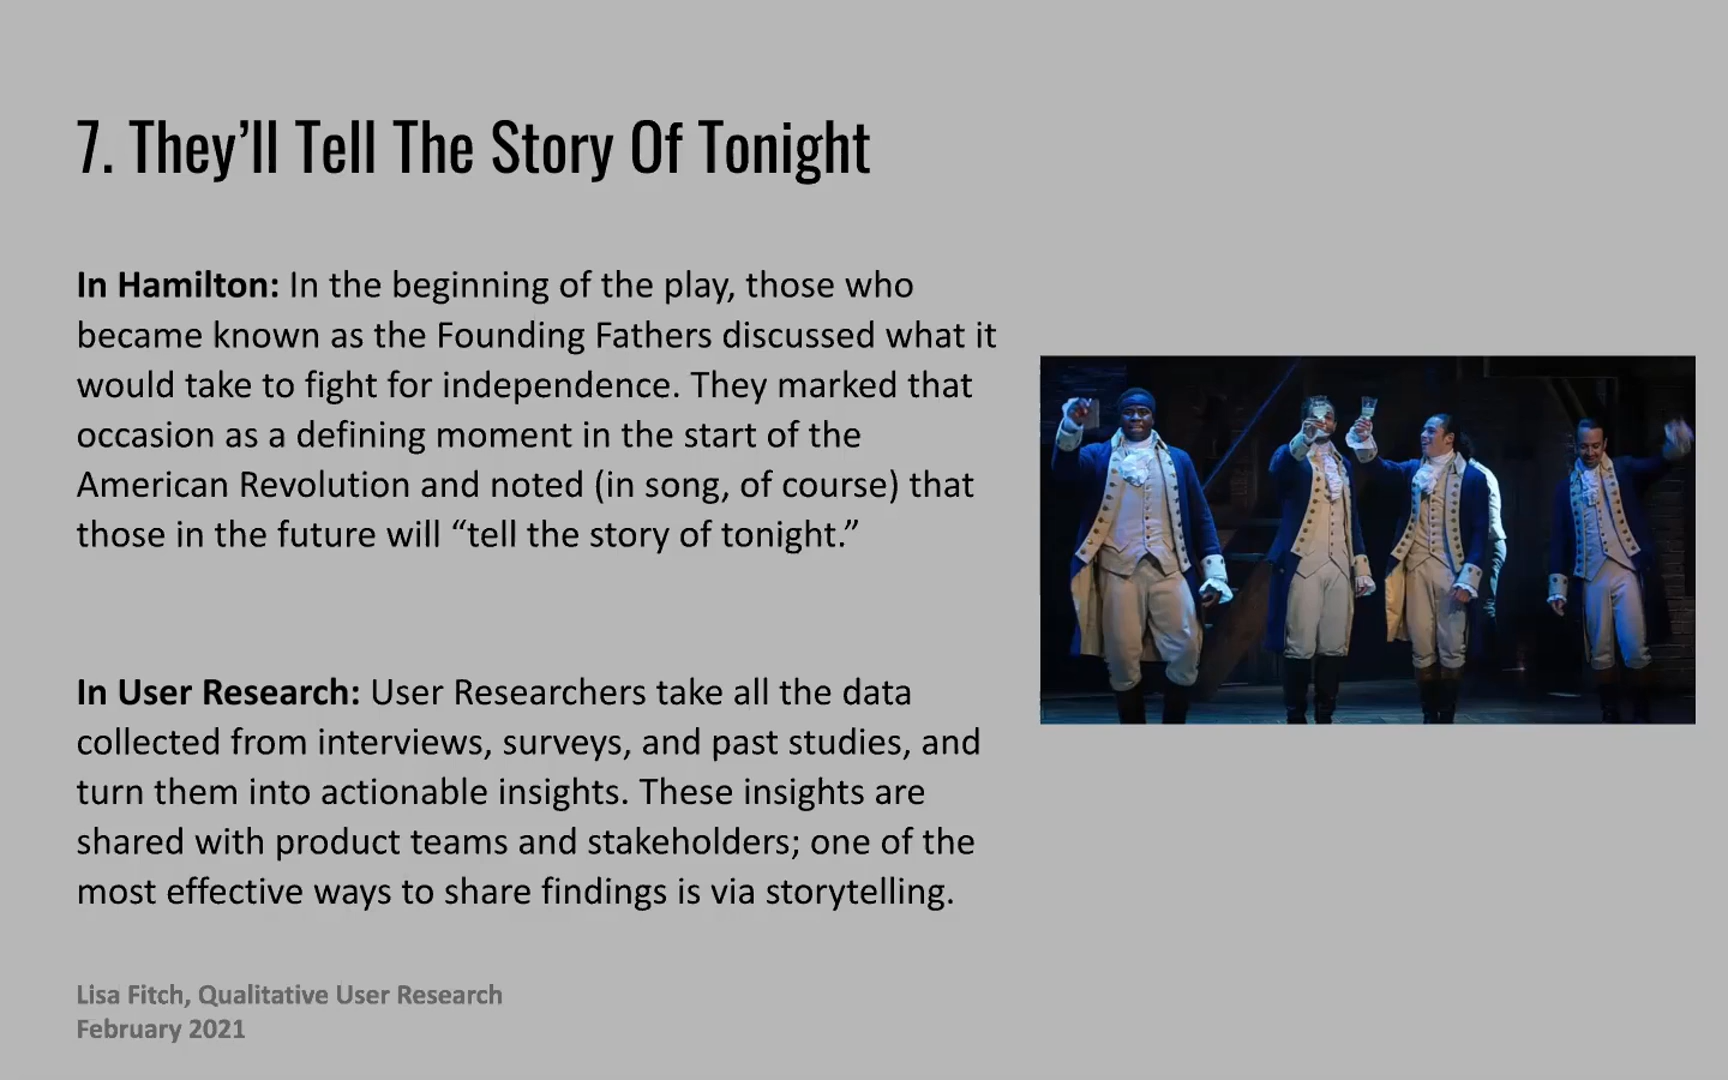 7. They’ll Tell The Story Of Tonight
In Hamilton: In the beginning of the play, those who
became known as the Founding Fathers discussed what it
would take to fight for independence. They marked that
occasion as a defining moment in the start of the
American Revolution and noted (in song, of course) that
those in the future will “tell the story of tonight.”
In User Research: User Researchers take all the data
collected from interviews, surveys, and past studies, and
turn them into actionable insights. These insights are
shared with product teams and stakeholders; one of the
most effective ways to share findings is via storytelling.
Lisa Fitch, Qualitative User Research
February 2021